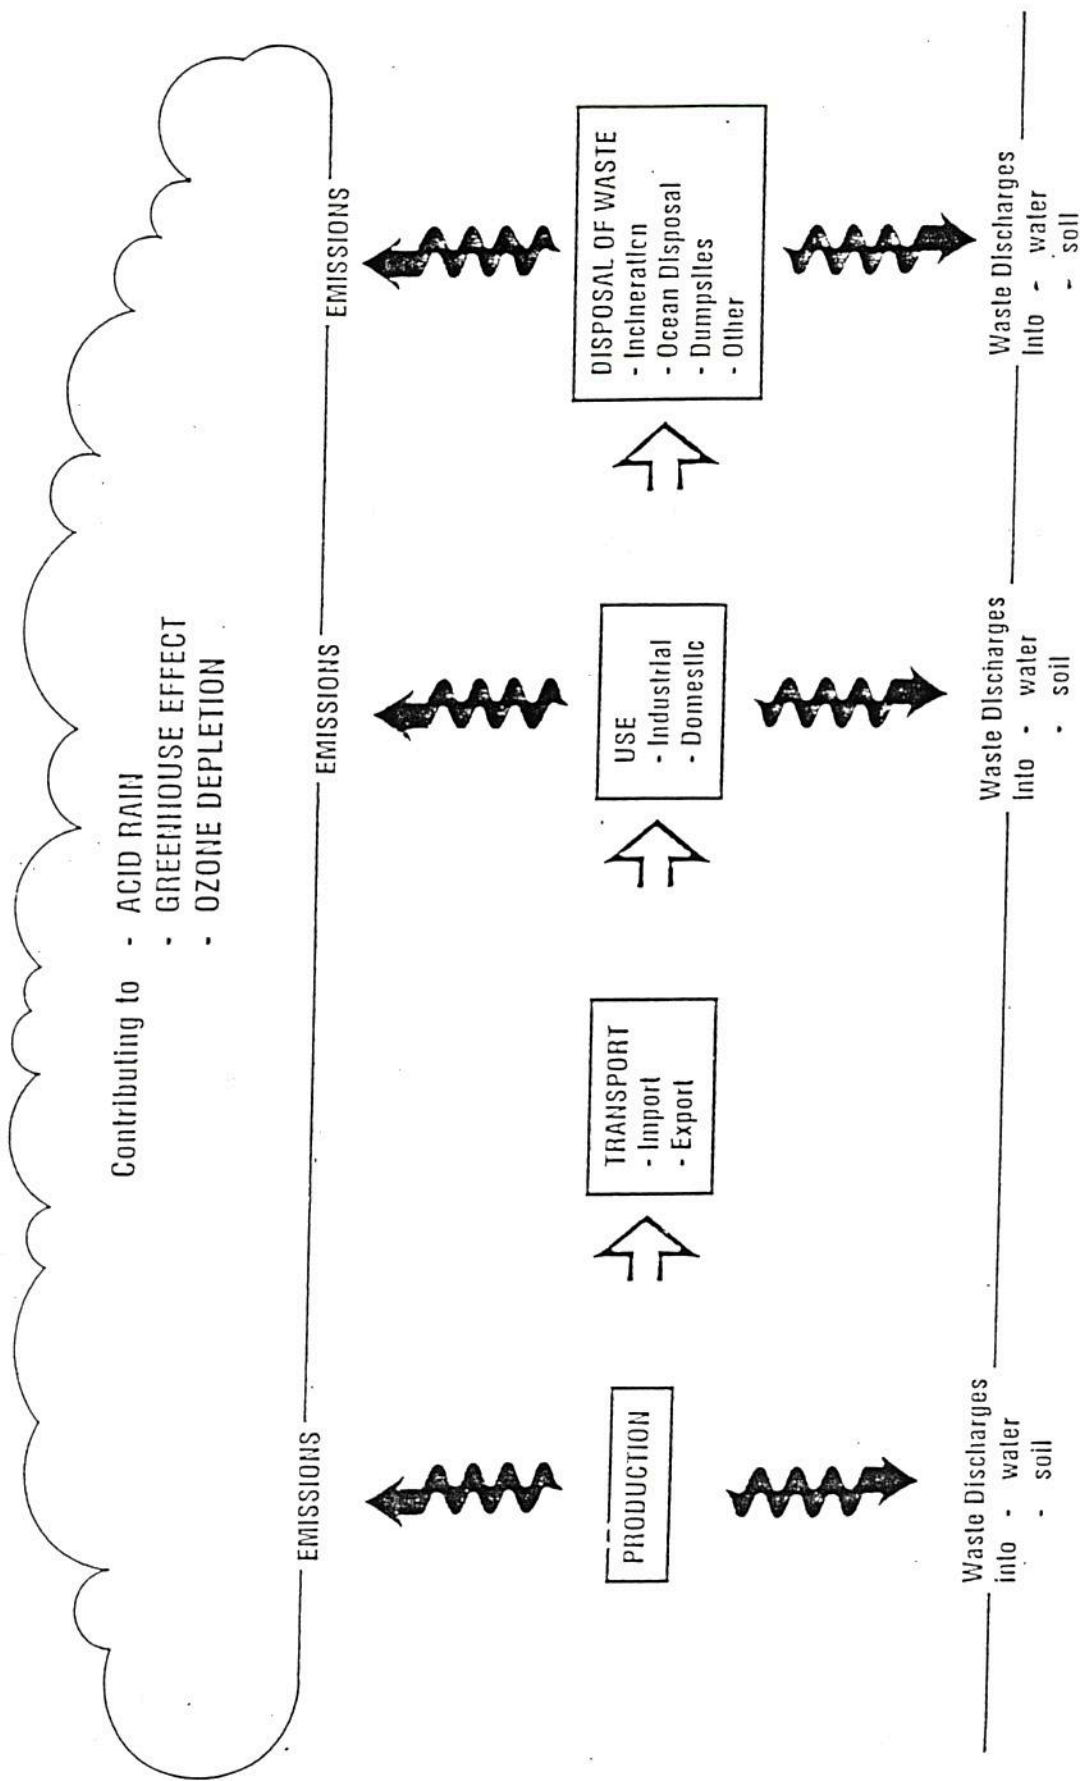 Contributing to - ACID RAIN
- GREENHOUSE EFFECT
- OZONE DEPLETION
EMISSIONS
EMISSIONS
EMISSIONS
PRODUCTION
TRANSPORT
- Import
- Export
USE
- Industrial
- Domestic
DISPOSAL OF WASTE
- Incineration
- Ocean Disposal
- Dumpsites
- Other
Waste Discharges
into - water
- soil
Waste Discharges
Into - water
- soil
Waste Discharges
Into - water
- soil